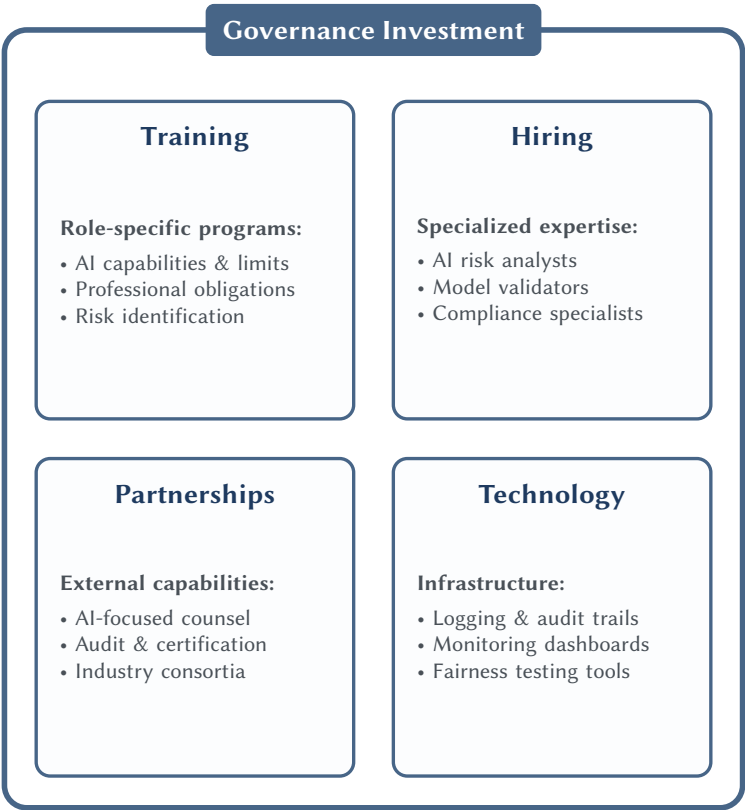 Governance Investment
Training
Role-specific programs:
• AI capabilities & limits
• Professional obligations
• Risk identification
Hiring
Specialized expertise:
• AI risk analysts
• Model validators
• Compliance specialists
Partnerships
External capabilities:
• AI-focused counsel
• Audit & certification
• Industry consortia
Technology
Infrastructure:
• Logging & audit trails
• Monitoring dashboards
• Fairness testing tools